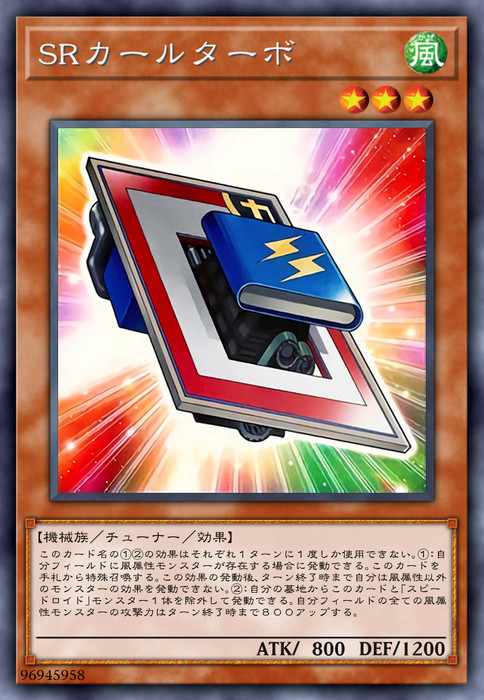 SRカールターボ
風
【機械族／チューナー／効果】
このカード名の①②の効果はそれぞれ１ターンに１度しか使用できない。①：自
分フィールドに風属性モンスターが存在する場合に発動できる。このカードを
手札から特殊召喚する。この効果の発動後、ターン終了時まで自分は風属性以外
のモンスターの効果を発動できない。②：自分の墓地からこのカードと「スピー
ドロイド」モンスター１体を除外して発動できる。自分フィールドの全ての風属
性モンスターの攻撃力はターン終了時まで８００アップする。
ATK/ 800 DEF/1200
96945958